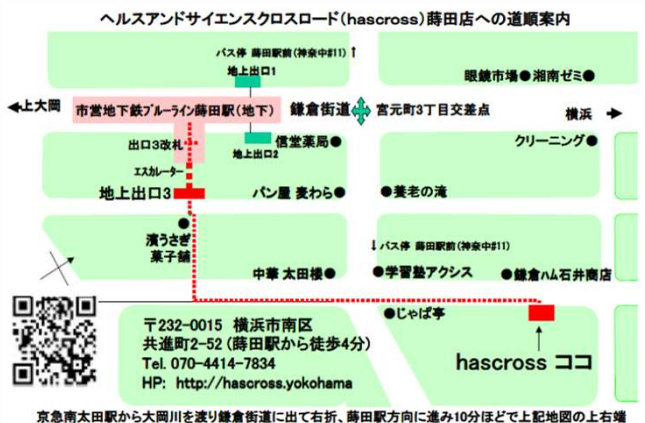 ヘルスアンドサイエンスクロスロード(hascross)蒔田店への道順案内
バス停 蒔田駅前(神奈中#11) ↑
地上出口1
眼鏡市場●湘南ゼミ●
←上大岡
市営地下鉄ブルーライン蒔田駅(地下)
鎌倉街道
宮元町3丁目交差点
横浜 →
出口3改札
地上出口2
信堂薬局●
クリーニング●
エスカレーター
地上出口3
パン屋 麦わら●
●養老の滝
●
濱うさぎ
菓子舗
↓バス停 蒔田駅前(神奈中#11)
中華 太田楼●
●学習塾アクシス
●鎌倉ハム石井商店
●じゃぱ亭
〒232-0015 横浜市南区
共進町2-52 (蒔田駅から徒歩4分)
Tel. 070-4414-7834
HP: http://hascross.yokohama
hascross ココ
京急南太田駅から大岡川を渡り鎌倉街道に出て右折、蒔田駅方向に進み10分ほどで上記地図の上右端